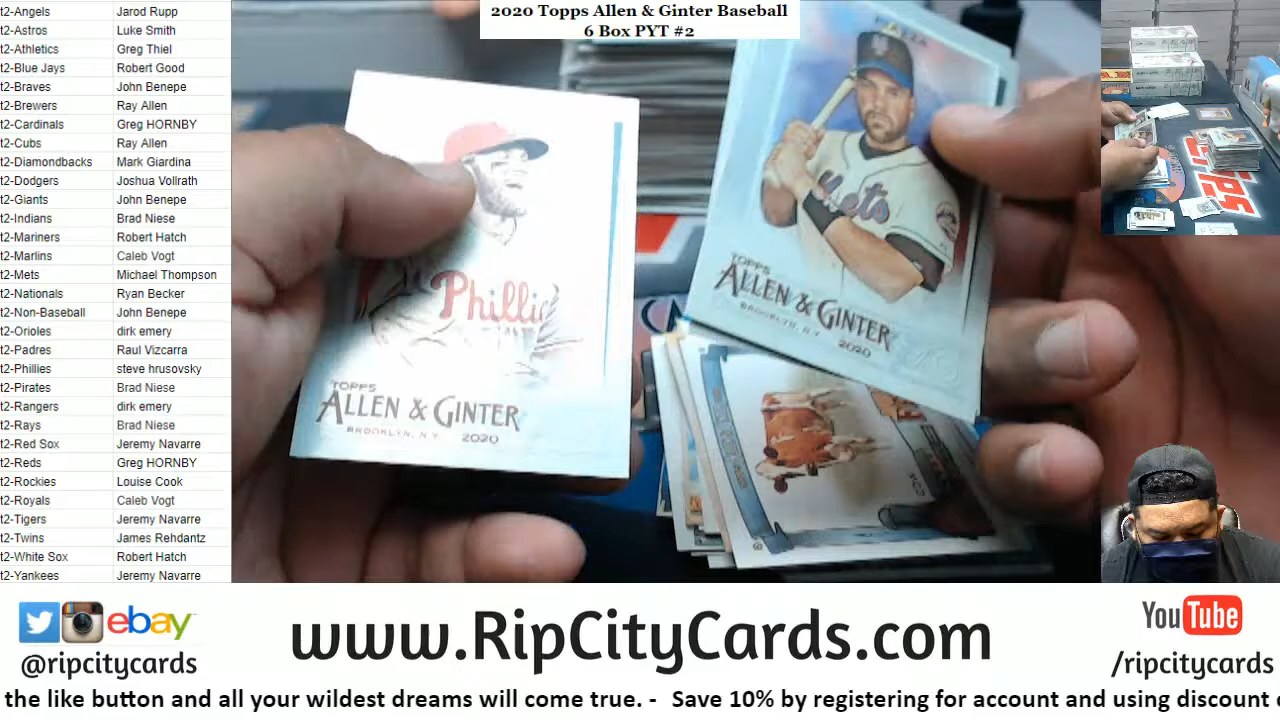 2020 Topps Allen & Ginter Baseball
6 Box PYT #2
t2-Angels Jarod Rupp
t2-Astros Luke Smith
t2-Athletics Greg Thiel
t2-Blue Jays Robert Good
t2-Braves John Benepe
t2-Brewers Ray Allen
t2-Cardinals Greg HORNBY
t2-Cubs Ray Allen
t2-Diamondbacks Mark Giardina
t2-Dodgers Joshua Vollrath
t2-Giants John Benepe
t2-Indians Brad Niese
t2-Mariners Robert Hatch
t2-Marlins Caleb Vogt
t2-Mets Michael Thompson
t2-Nationals Ryan Becker
t2-Non-Baseball John Benepe
t2-Orioles dirk emery
t2-Padres Raul Vizcarra
t2-Phillies steve hrusovsky
t2-Pirates Brad Niese
t2-Rangers dirk emery
t2-Rays Brad Niese
t2-Red Sox Jeremy Navarre
t2-Reds Greg HORNBY
t2-Rockies Louise Cook
t2-Royals Caleb Vogt
t2-Tigers Jeremy Navarre
t2-Twins James Rehdantz
t2-White Sox Robert Hatch
t2-Yankees Jeremy Navarre
Phillie
TOPPS
ALLEN & GINTER
BROOKLYN, N.Y. 2020
Mets
TOPPS
ALLEN & GINTER
BROOKLYN, N.Y. 2020
ebay
@ripcitycards
www.RipCityCards.com
YouTube
/ripcitycards
the like button and all your wildest dreams will come true. - Save 10% by registering for account and using discount